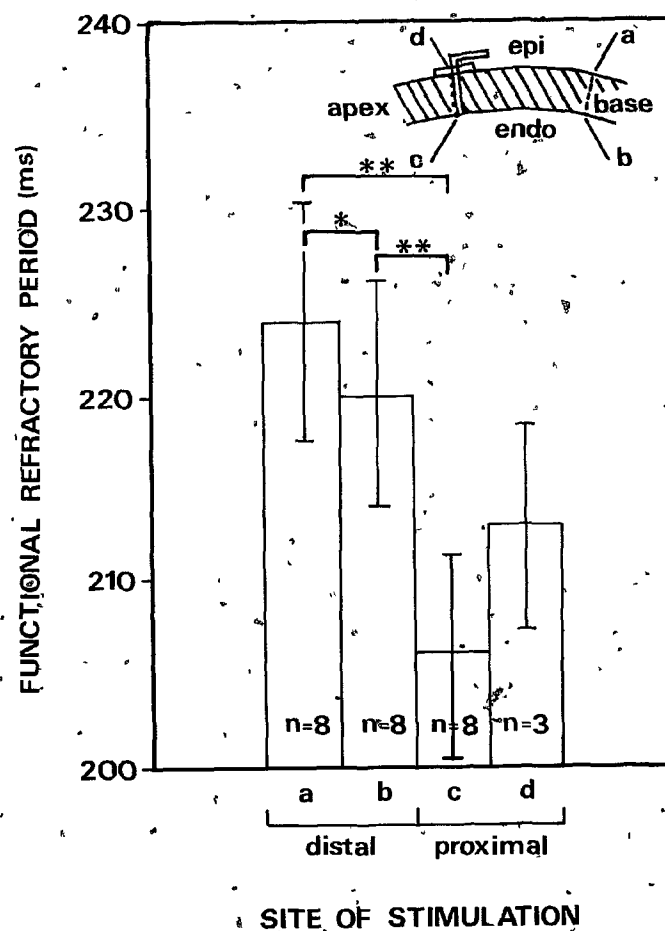 FUNCTIONAL REFRACTORY PERIOD (ms)
240
230
220
210
200
d
epi
a
apex
base
endo
c
b
**
*
**
n=8
n=8
n=8
n=3
a
b
c
d
distal
proximal
SITE OF STIMULATION